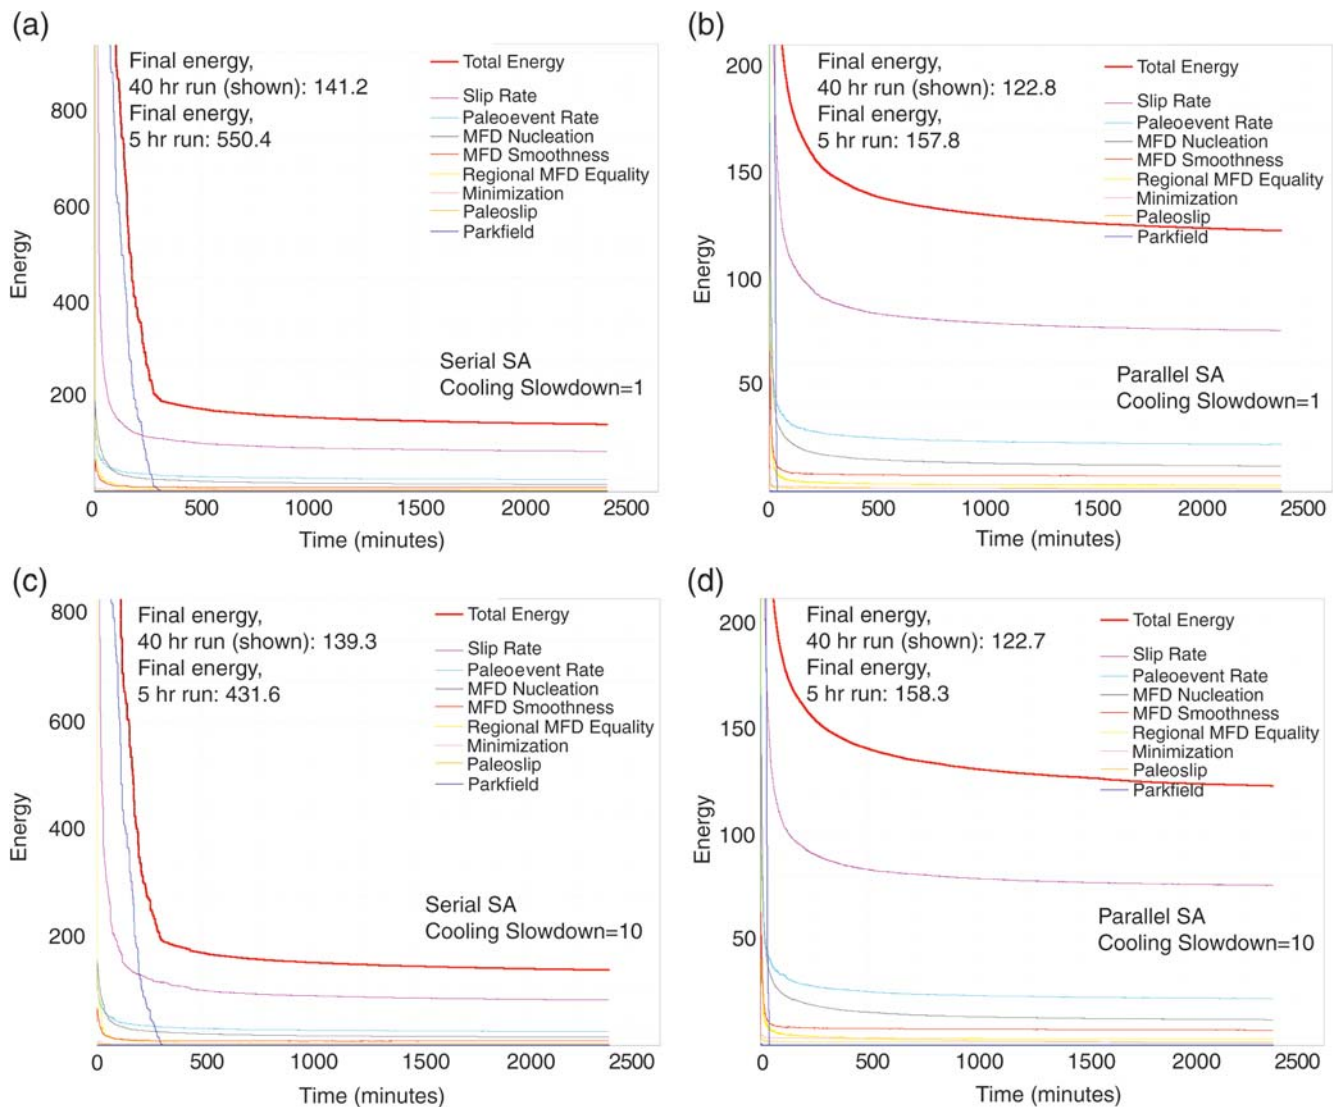 (a)
Final energy,
40 hr run (shown): 141.2
Final energy,
5 hr run: 550.4
Total Energy
Slip Rate
Paleoevent Rate
MFD Nucleation
MFD Smoothness
Regional MFD Equality
Minimization
Paleoslip
Parkfield
Serial SA
Cooling Slowdown=1
Energy
800
600
400
200
0 500 1000 1500 2000 2500
Time (minutes)
(b)
Final energy,
40 hr run (shown): 122.8
Final energy,
5 hr run: 157.8
Total Energy
Slip Rate
Paleoevent Rate
MFD Nucleation
MFD Smoothness
Regional MFD Equality
Minimization
Paleoslip
Parkfield
Parallel SA
Cooling Slowdown=1
Energy
200
150
100
50
0 500 1000 1500 2000 2500
Time (minutes)
(c)
Final energy,
40 hr run (shown): 139.3
Final energy,
5 hr run: 431.6
Total Energy
Slip Rate
Paleoevent Rate
MFD Nucleation
MFD Smoothness
Regional MFD Equality
Minimization
Paleoslip
Parkfield
Serial SA
Cooling Slowdown=10
Energy
800
600
400
200
0 500 1000 1500 2000 2500
Time (minutes)
(d)
Final energy,
40 hr run (shown): 122.7
Final energy,
5 hr run: 158.3
Total Energy
Slip Rate
Paleoevent Rate
MFD Nucleation
MFD Smoothness
Regional MFD Equality
Minimization
Paleoslip
Parkfield
Parallel SA
Cooling Slowdown=10
Energy
200
150
100
50
0 500 1000 1500 2000 2500
Time (minutes)